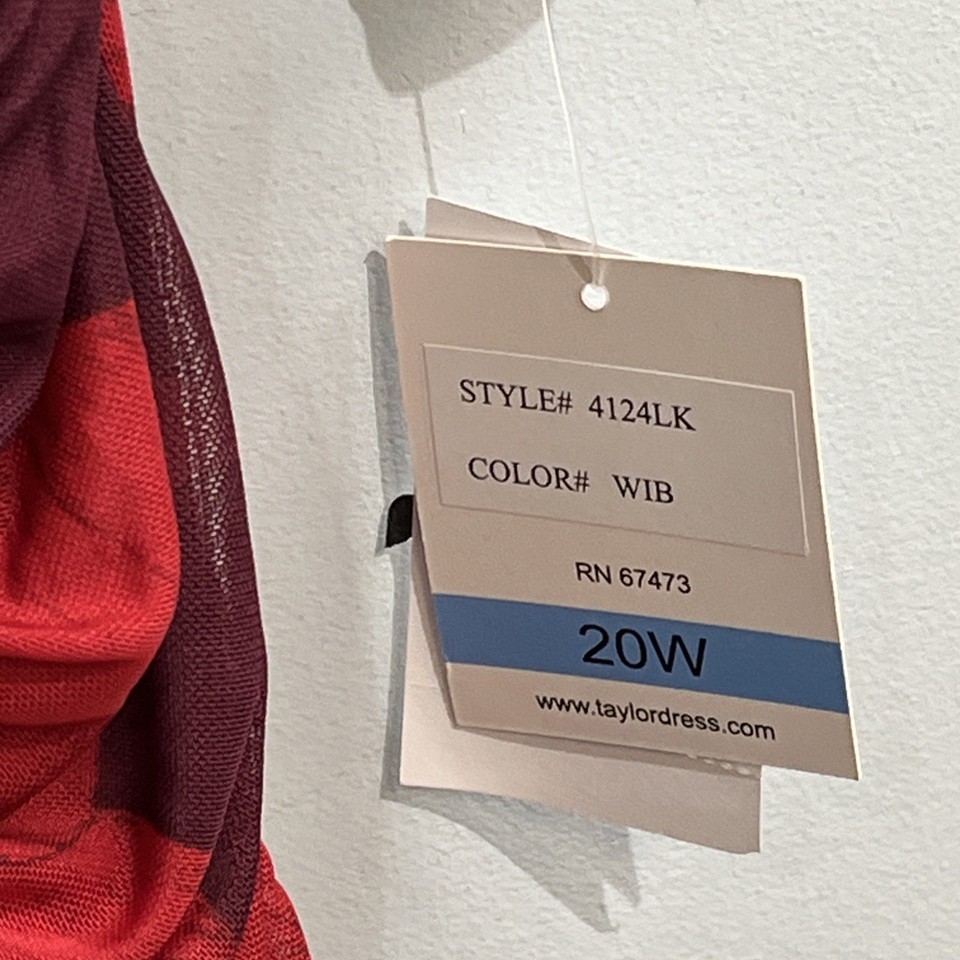 STYLE# 4124LK
COLOR# WIB
RN 67473
20W
www.taylordress.com